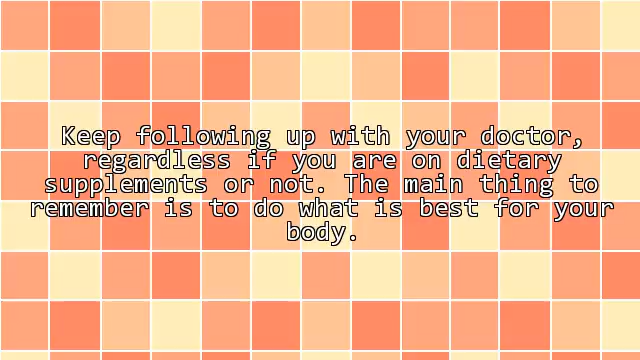 Keep following up with your doctor,
regardless if you are on dietary
supplements or not. The main thing to
remember is to do what is best for your
body.